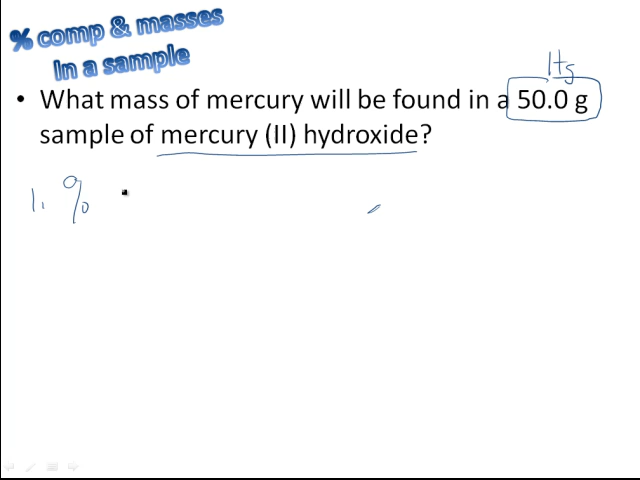 % comp & masses
In a sample
Hg
• What mass of mercury will be found in a 50.0 g
sample of mercury (II) hydroxide?
1. %